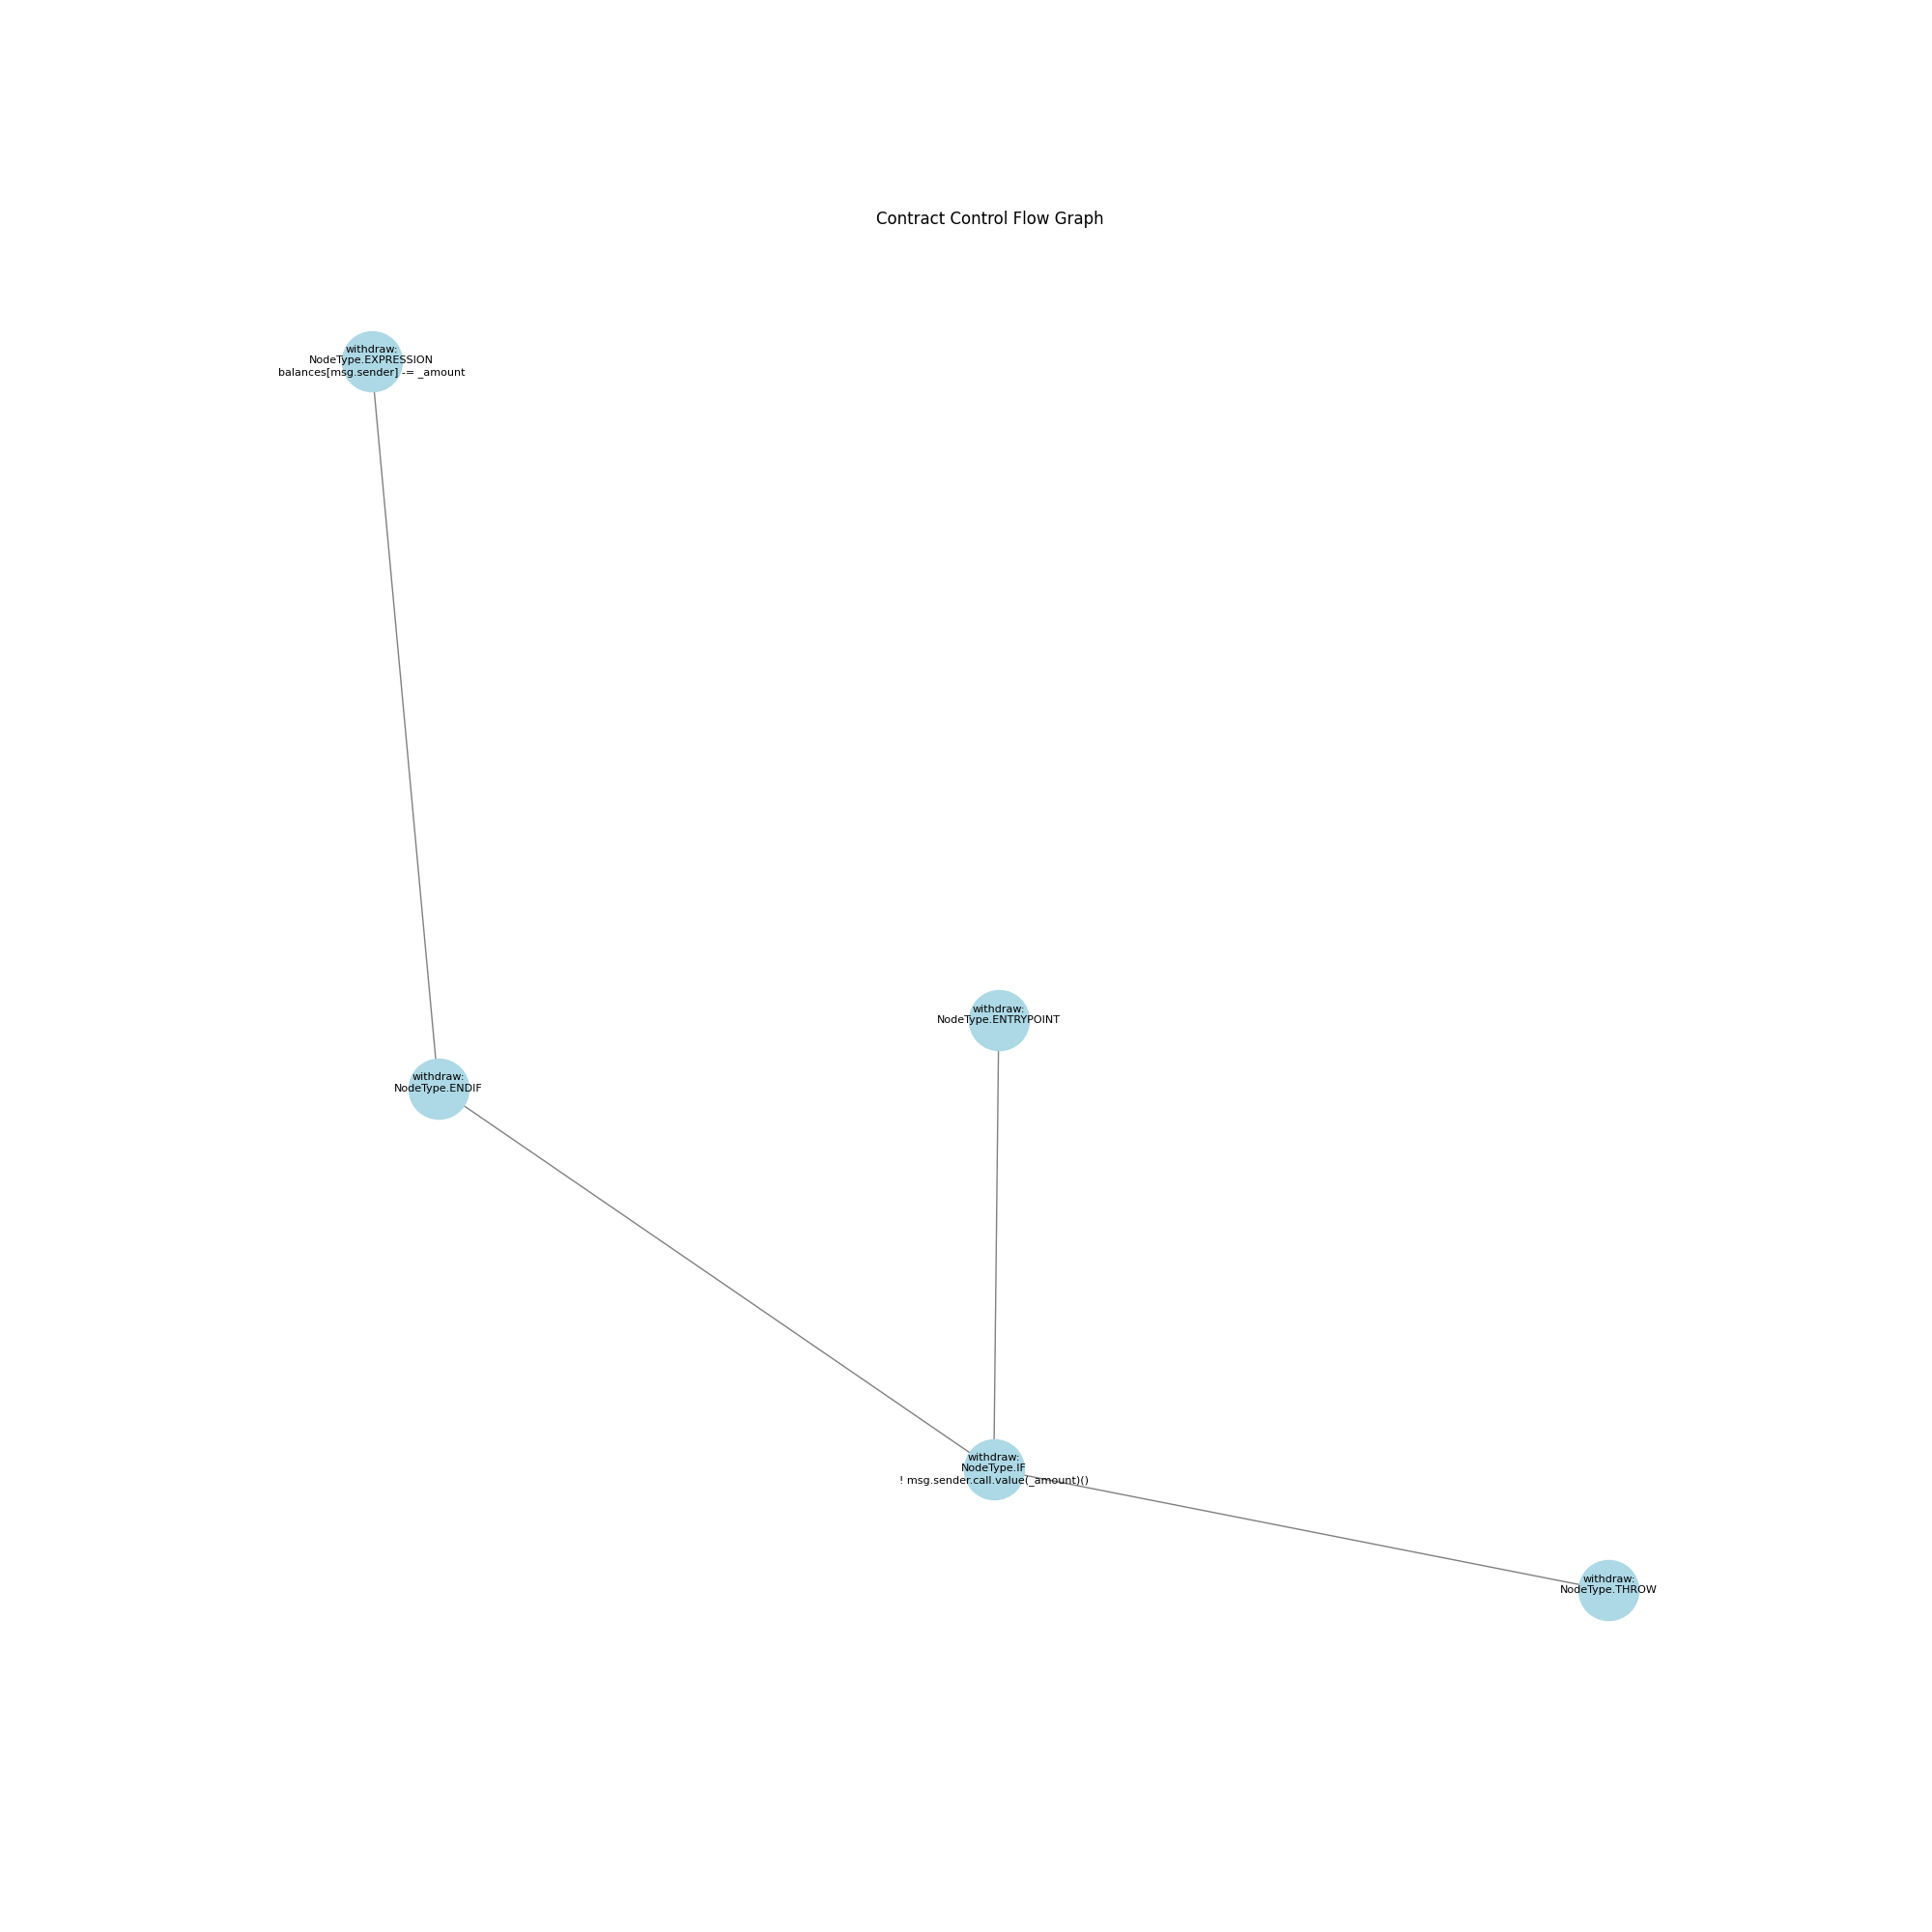 Contract Control Flow Graph
withdraw:
NodeType.EXPRESSION
balances[msg.sender] -= _amount
withdraw:
NodeType.ENTRYPOINT
withdraw:
NodeType.ENDIF
withdraw:
NodeType.IF
! msg.sender.call.value(_amount)()
withdraw:
NodeType.THROW